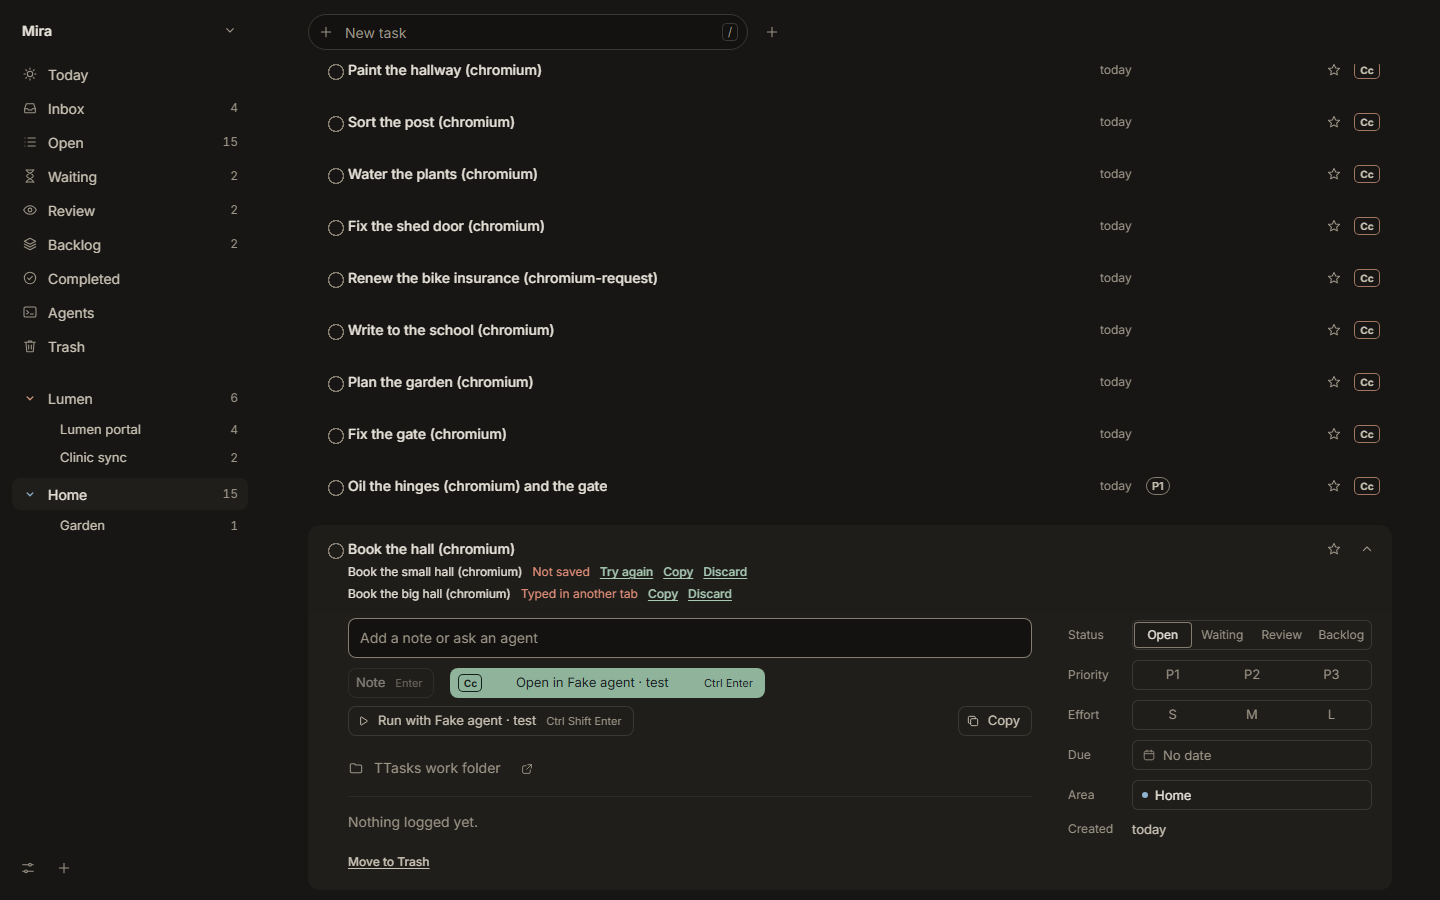 Mira
Today
Inbox 4
Open 15
Waiting 2
Review 2
Backlog 2
Completed
Agents
Trash
Lumen 6
Lumen portal 4
Clinic sync 2
Home 15
Garden 1
New task /
Paint the hallway (chromium) today Cc
Sort the post (chromium) today Cc
Water the plants (chromium) today Cc
Fix the shed door (chromium) today Cc
Renew the bike insurance (chromium-request) today Cc
Write to the school (chromium) today Cc
Plan the garden (chromium) today Cc
Fix the gate (chromium) today Cc
Oil the hinges (chromium) and the gate today P1 Cc
Book the hall (chromium)
Book the small hall (chromium) Not saved Try again Copy Discard
Book the big hall (chromium) Typed in another tab Copy Discard
Add a note or ask an agent
Note Enter Cc Open in Fake agent · test Ctrl Enter
Run with Fake agent · test Ctrl Shift Enter Copy
TTasks work folder
Nothing logged yet.
Move to Trash
Status Open Waiting Review Backlog
Priority P1 P2 P3
Effort S M L
Due No date
Area Home
Created today